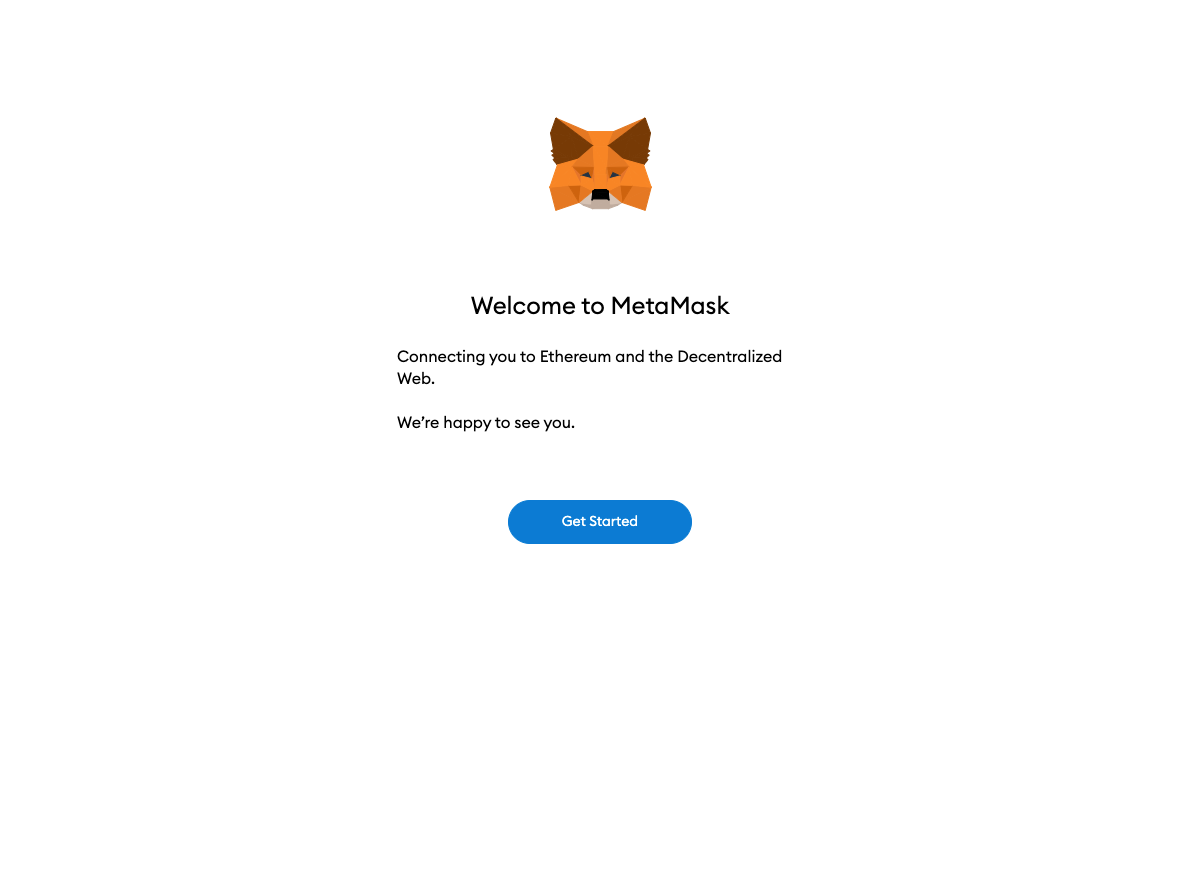 Welcome to MetaMask
Connecting you to Ethereum and the Decentralized
Web.
We’re happy to see you.
Get Started